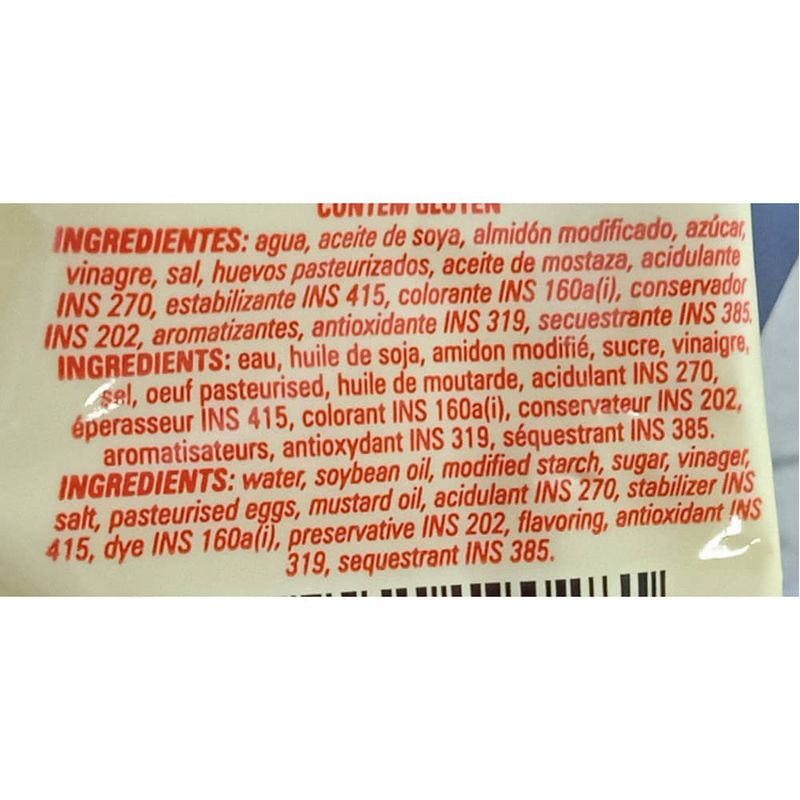 CONTÉM GLÚTEN
INGREDIENTES: agua, aceite de soya, almidón modificado, azúcar,
vinagre, sal, huevos pasteurizados, aceite de mostaza, acidulante
INS 270, estabilizante INS 415, colorante INS 160a(i), conservador
INS 202, aromatizantes, antioxidante INS 319, secuestrante INS 385.
INGREDIENTS: eau, huile de soja, amidon modifié, sucre, vinaigre,
sel, oeuf pasteurised, huile de moutarde, acidulant INS 270,
éperasseur INS 415, colorant INS 160a(i), conservateur INS 202,
aromatisateurs, antioxydant INS 319, séquestrant INS 385.
INGREDIENTS: water, soybean oil, modified starch, sugar, vinager,
salt, pasteurised eggs, mustard oil, acidulant INS 270, stabilizer INS
415, dye INS 160a(i), preservative INS 202, flavoring, antioxidant INS
319, sequestrant INS 385.